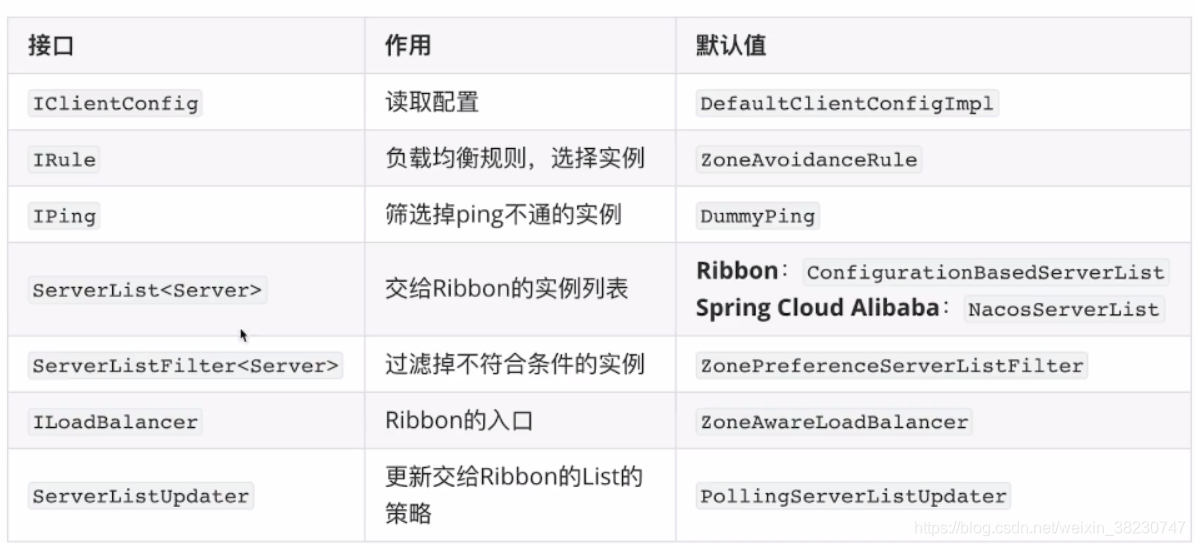 接口 作用 默认值
IClientConfig 读取配置 DefaultClientConfigImpl
IRule 负载均衡规则，选择实例 ZoneAvoidanceRule
IPing 筛选掉ping不通的实例 DummyPing
ServerList<Server> 交给Ribbon的实例列表 Ribbon： ConfigurationBasedServerList
Spring Cloud Alibaba： NacosServerList
ServerListFilter<Server> 过滤掉不符合条件的实例 ZonePreferenceServerListFilter
ILoadBalancer Ribbon的入口 ZoneAwareLoadBalancer
ServerListUpdater 更新交给Ribbon的List的
策略 PollingServerListUpdater
https://blog.csdn.net/weixin_38230747